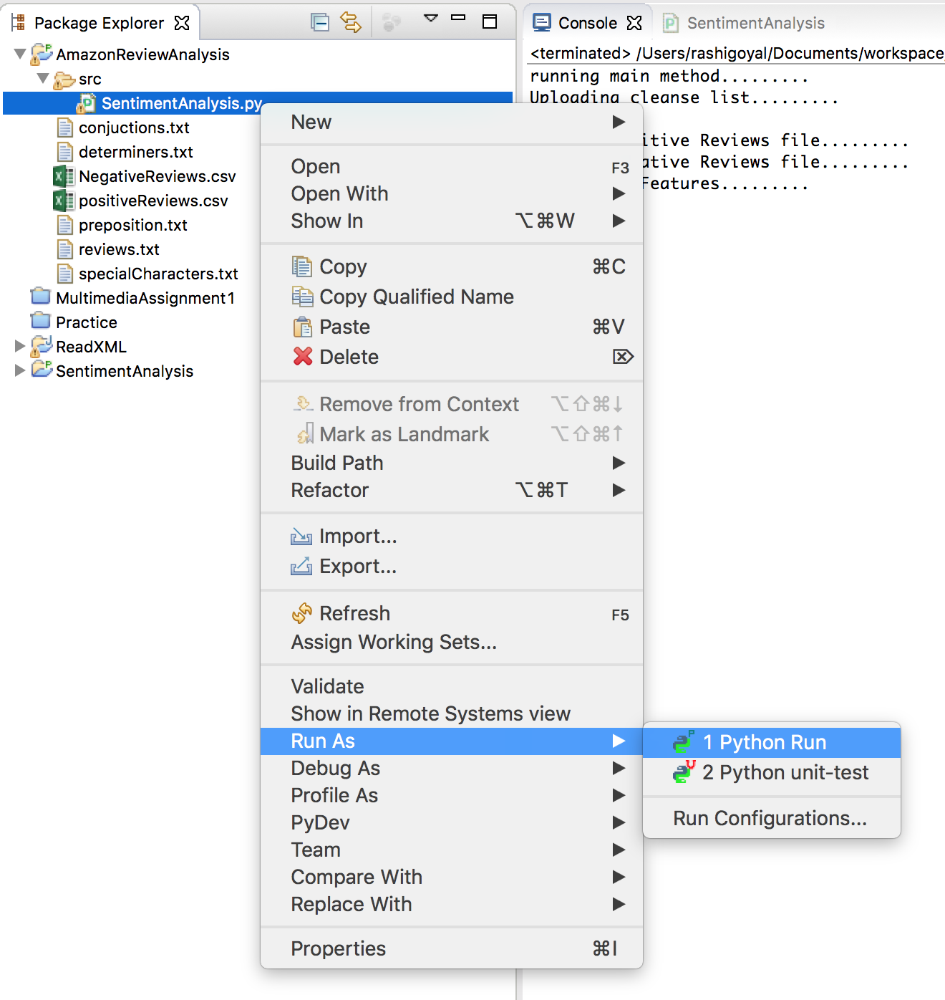 Package Explorer
AmazonReviewAnalysis
src
SentimentAnalysis.py
conjuctions.txt
determiners.txt
NegativeReviews.csv
positiveReviews.csv
preposition.txt
reviews.txt
specialCharacters.txt
MultimediaAssignment1
Practice
ReadXML
SentimentAnalysis
Console SentimentAnalysis
<terminated> /Users/rashigoyal/Documents/workspace
running main method.........
Uploading cleanse list.........
itive Reviews file.........
ative Reviews file.........
Features.........
New
Open F3
Open With
Show In ⌥⌘W
Copy ⌘C
Copy Qualified Name
Paste ⌘V
Delete ⌦
Remove from Context ⌥⇧⌘↓
Mark as Landmark ⌥⇧⌘↑
Build Path
Refactor ⌥⌘T
Import...
Export...
Refresh F5
Assign Working Sets...
Validate
Show in Remote Systems view
Run As
Debug As
Profile As
PyDev
Team
Compare With
Replace With
Properties ⌘I
1 Python Run
2 Python unit-test
Run Configurations...